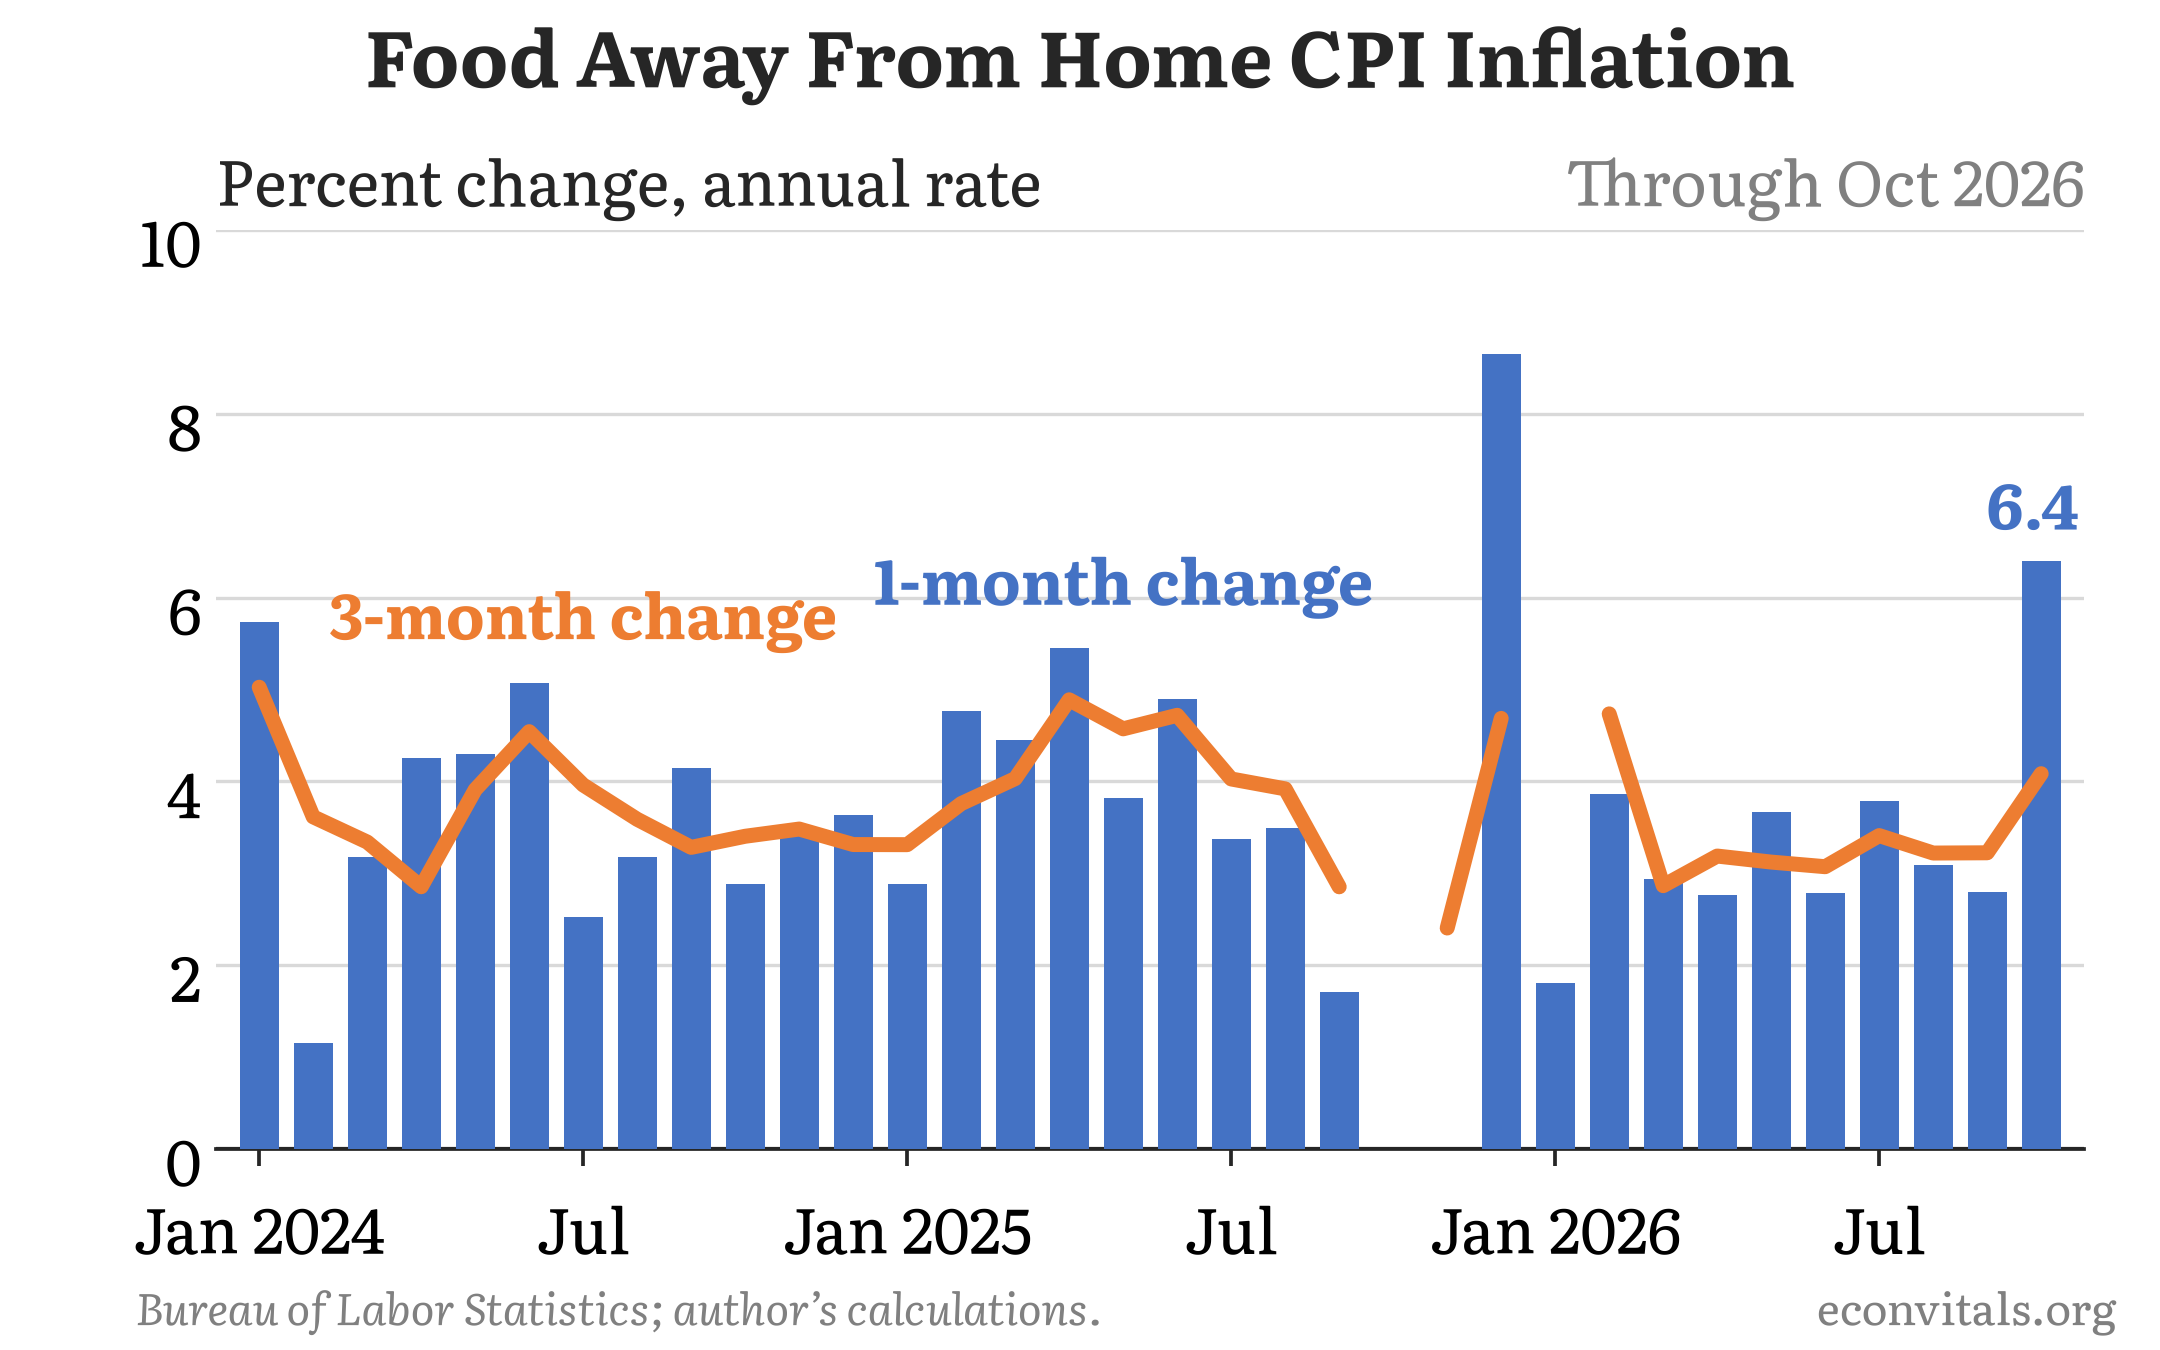 Food Away From Home CPI Inflation
Percent change, annual rate
Through Oct 2026
10
8
6.4
1-month change
6
3-month change
4
2
0
Jan 2024
Jul
Jan 2025
Jul
Jan 2026
Jul
Bureau of Labor Statistics; author’s calculations.
econvitals.org